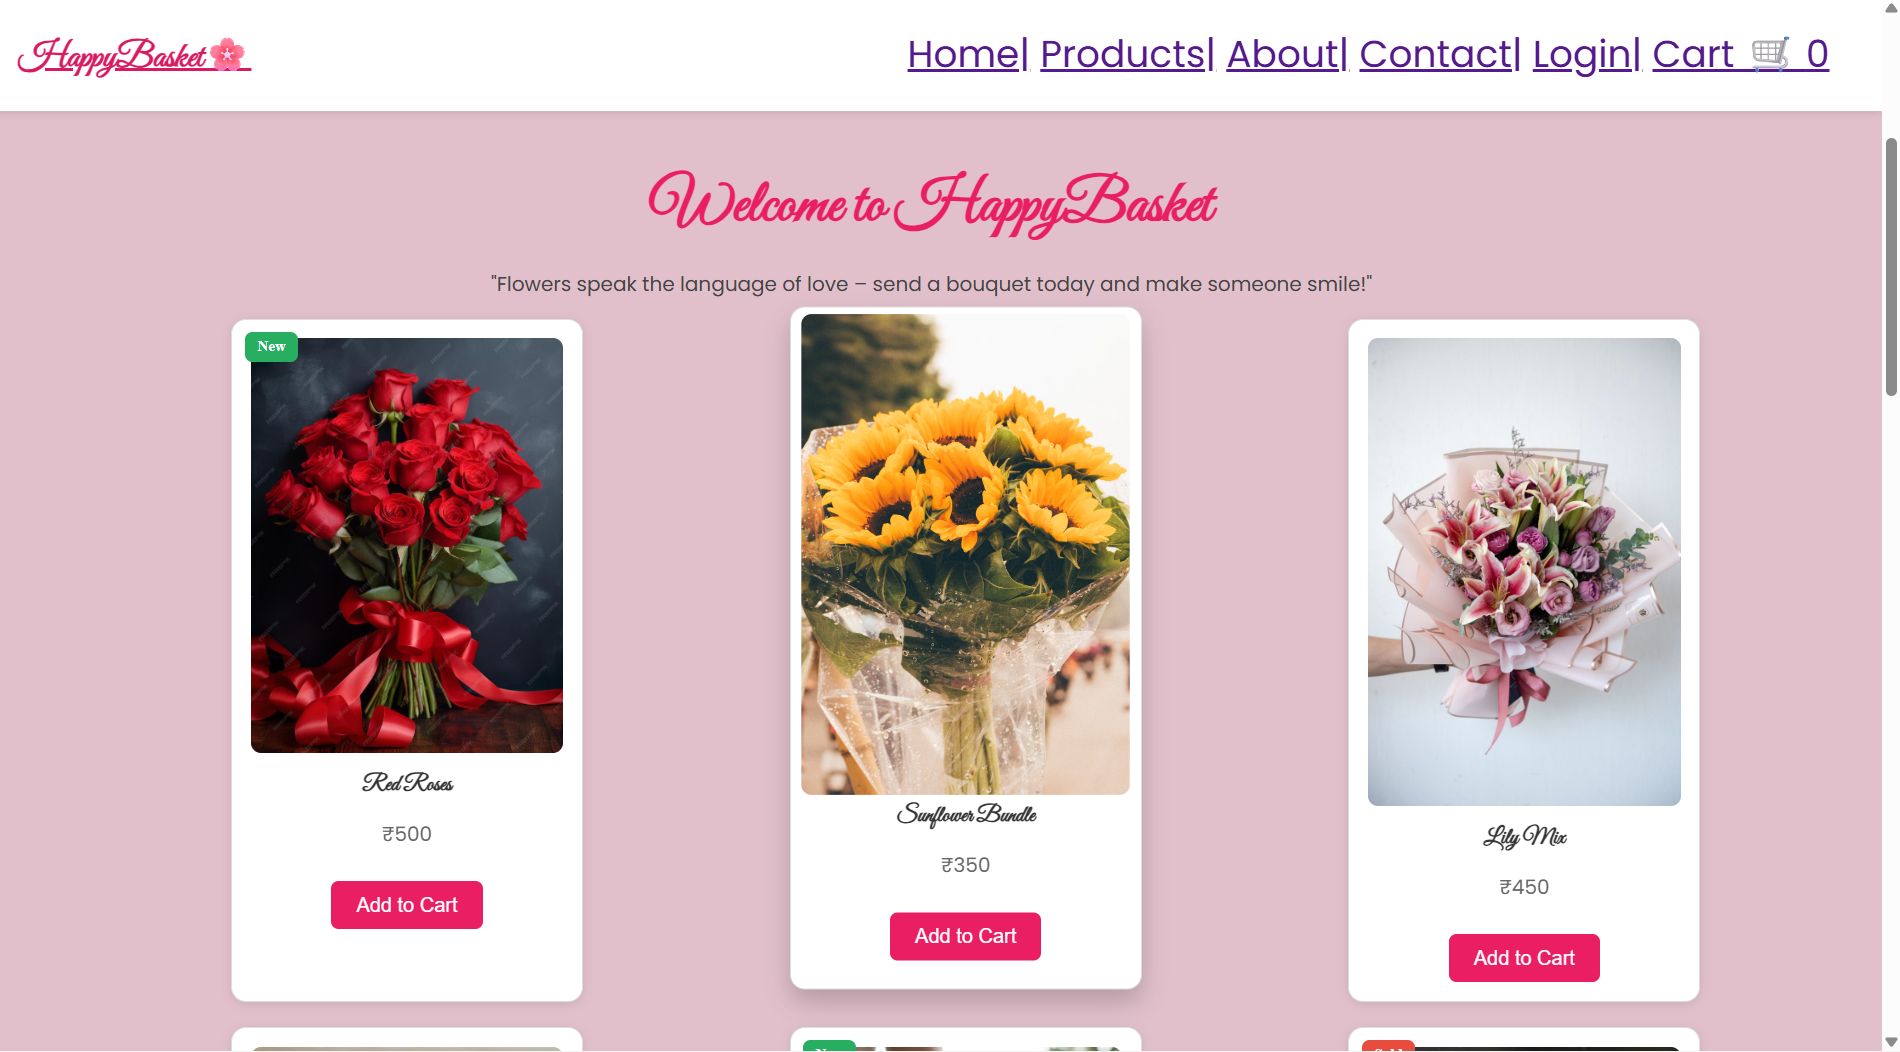 HappyBasket🌸
Home| Products| About| Contact| Login| Cart 🛒 0
Welcome to HappyBasket
"Flowers speak the language of love – send a bouquet today and make someone smile!"
New
Red Roses
₹500
Add to Cart
Sunflower Bundle
₹350
Add to Cart
Lily Mix
₹450
Add to Cart